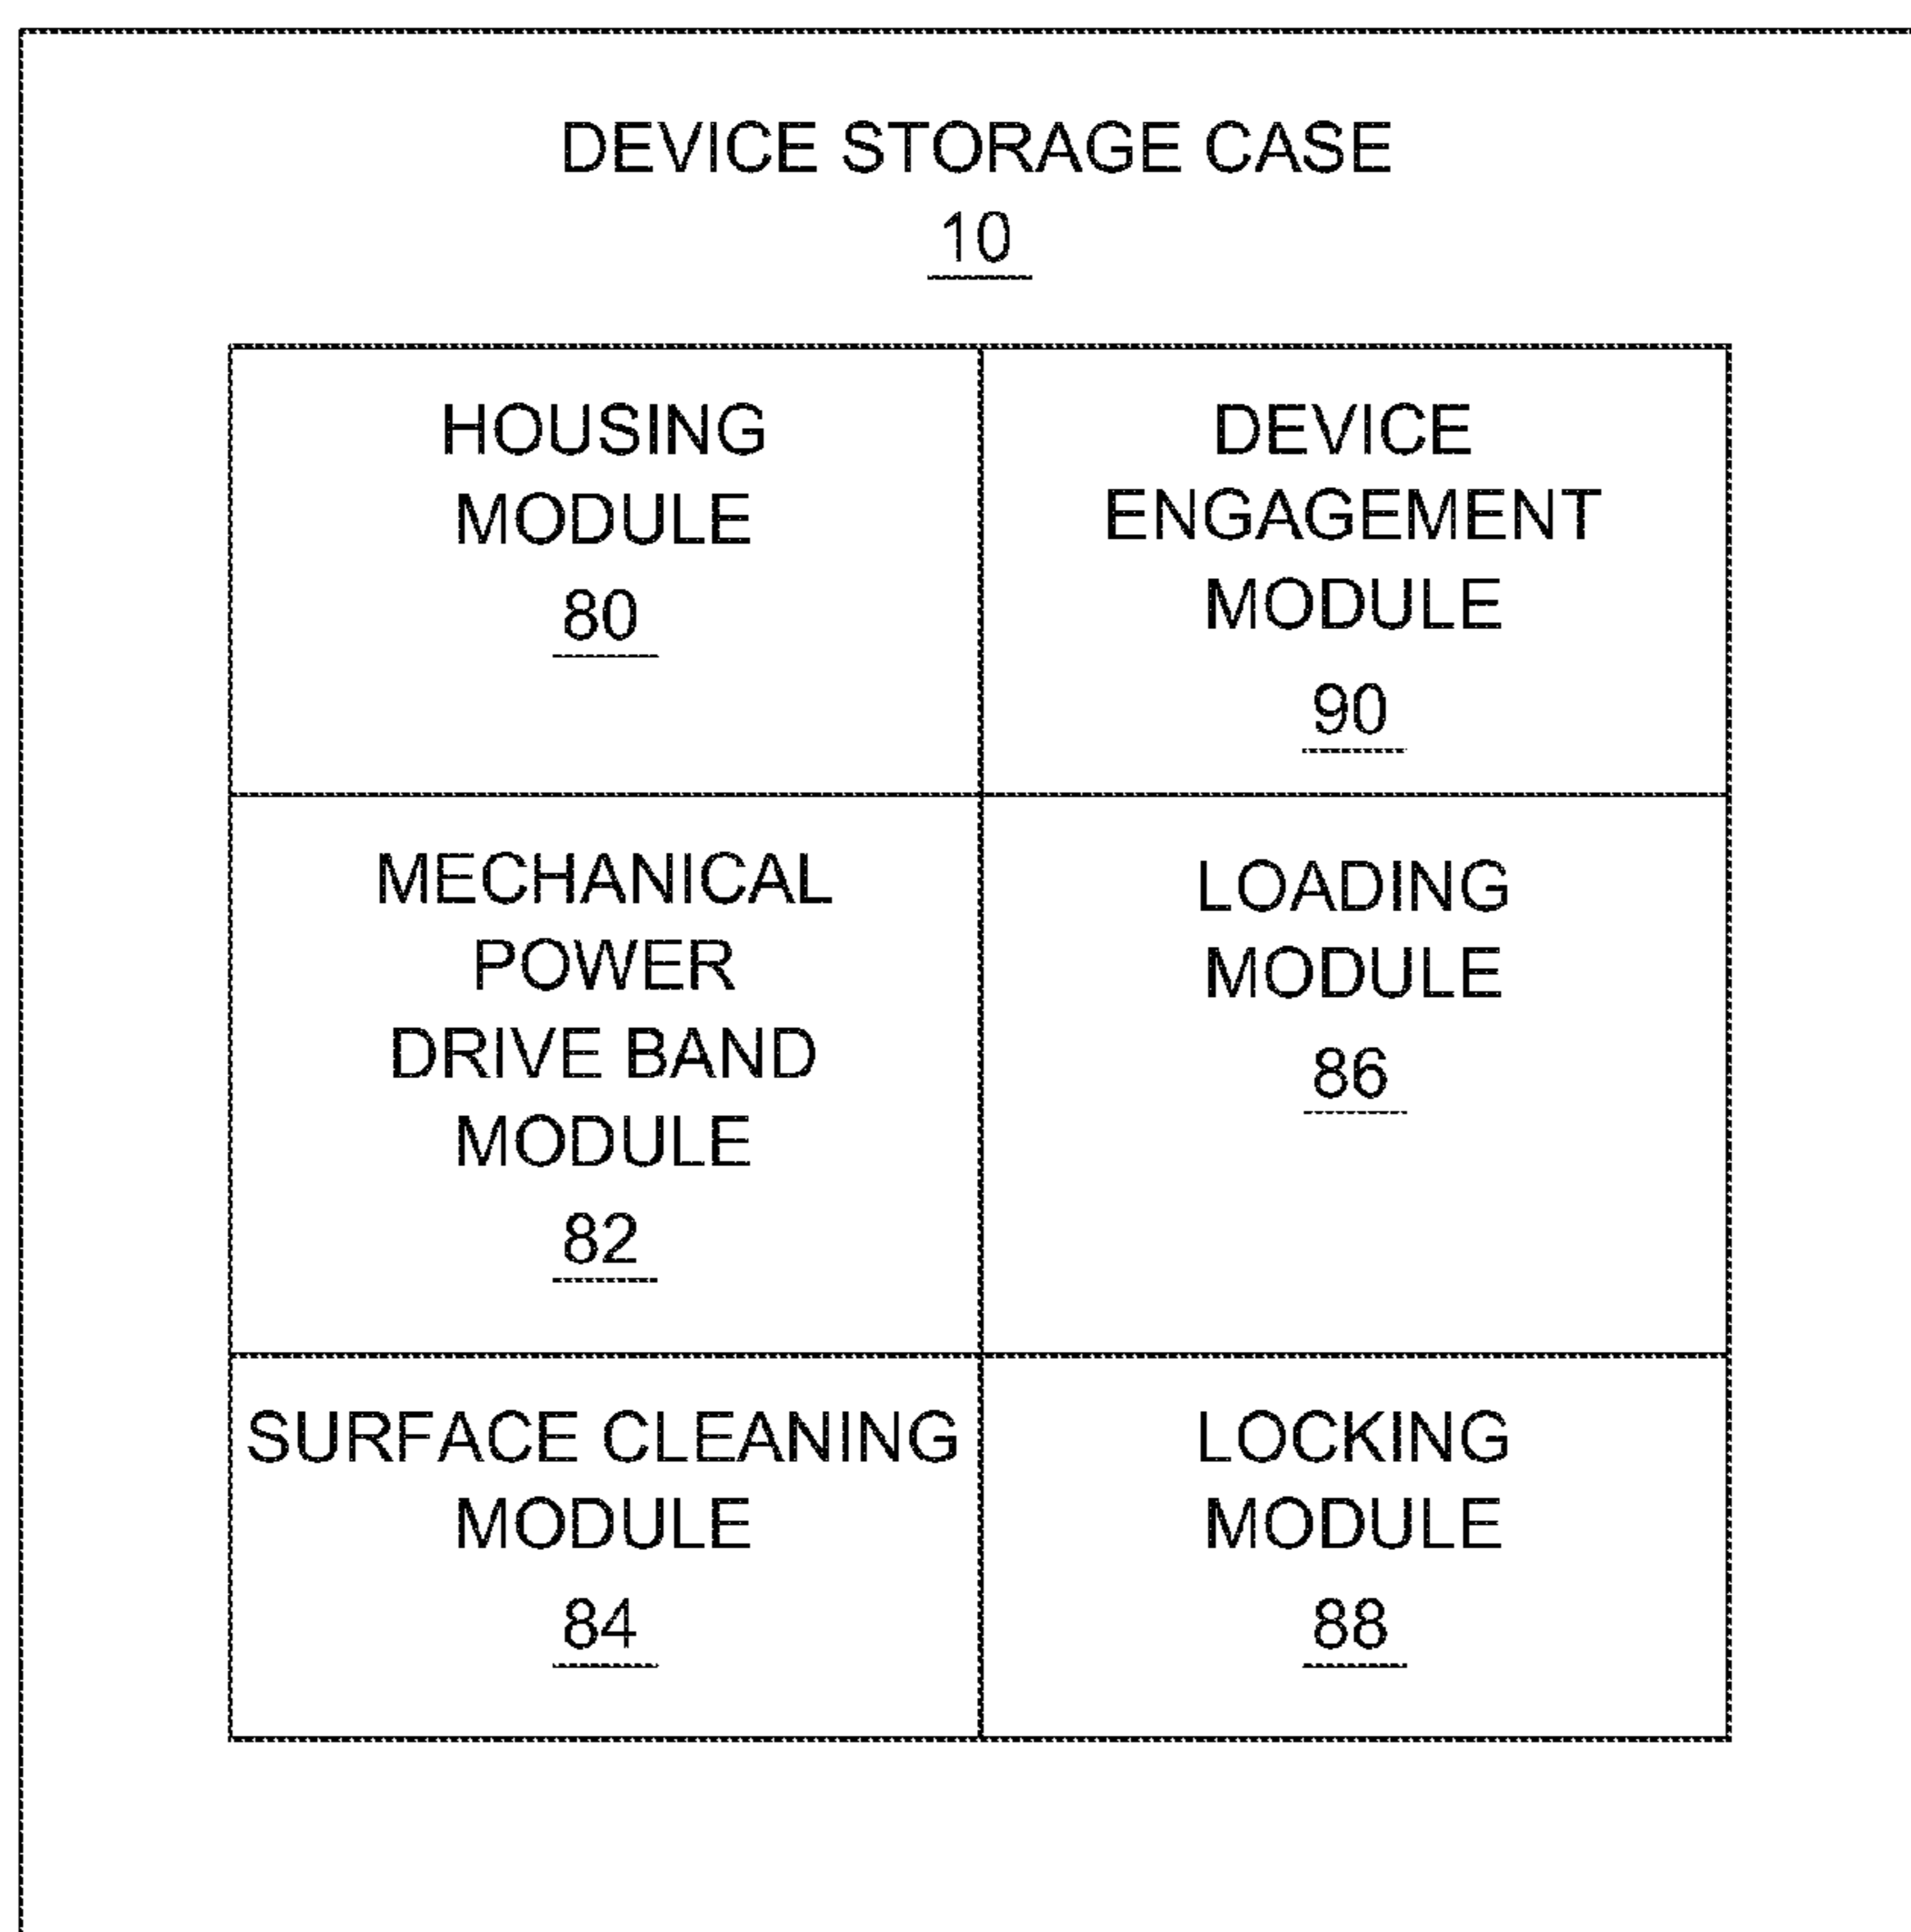 DEVICE STORAGE CASE
10
HOUSING
MODULE
80
DEVICE
ENGAGEMENT
MODULE
90
MECHANICAL
POWER
DRIVE BAND
MODULE
82
LOADING
MODULE
86
SURFACE CLEANING
MODULE
84
LOCKING
MODULE
88